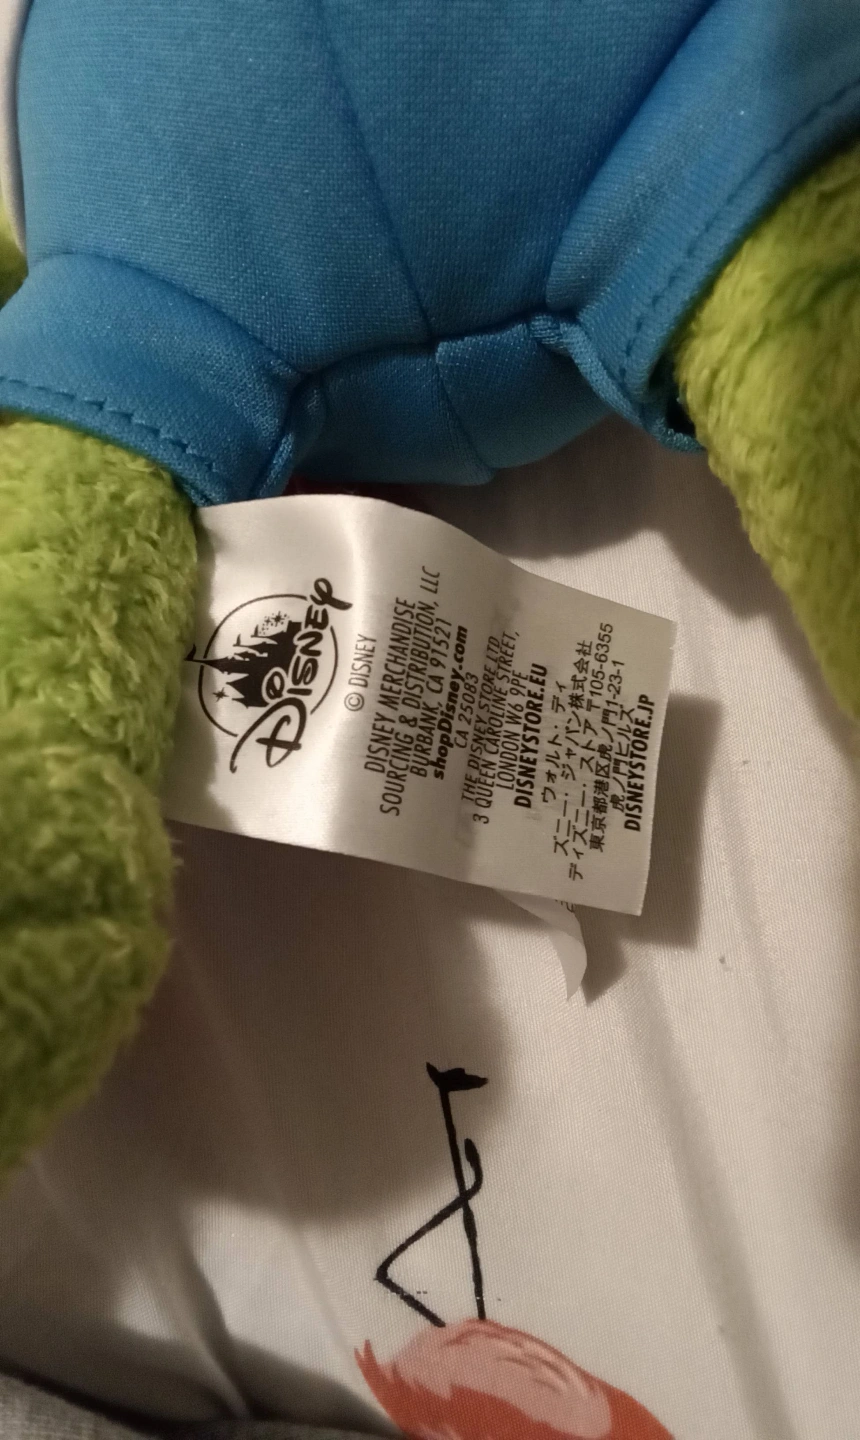 DISNEY
© DISNEY
DISNEY MERCHANDISE
SOURCING & DISTRIBUTION, LLC
BURBANK, CA 91521
shopDisney.com
CA 25083
THE DISNEY STORE LTD
3 QUEEN CAROLINE STREET,
LONDON W6 9PE
DISNEYSTORE.EU
ウォルト・ディ
ズニー・ジャパン株式会社
ディズニー・ストア 〒105-6355
東京都港区虎ノ門1-23-1
虎ノ門ヒルズ
DISNEYSTORE.JP